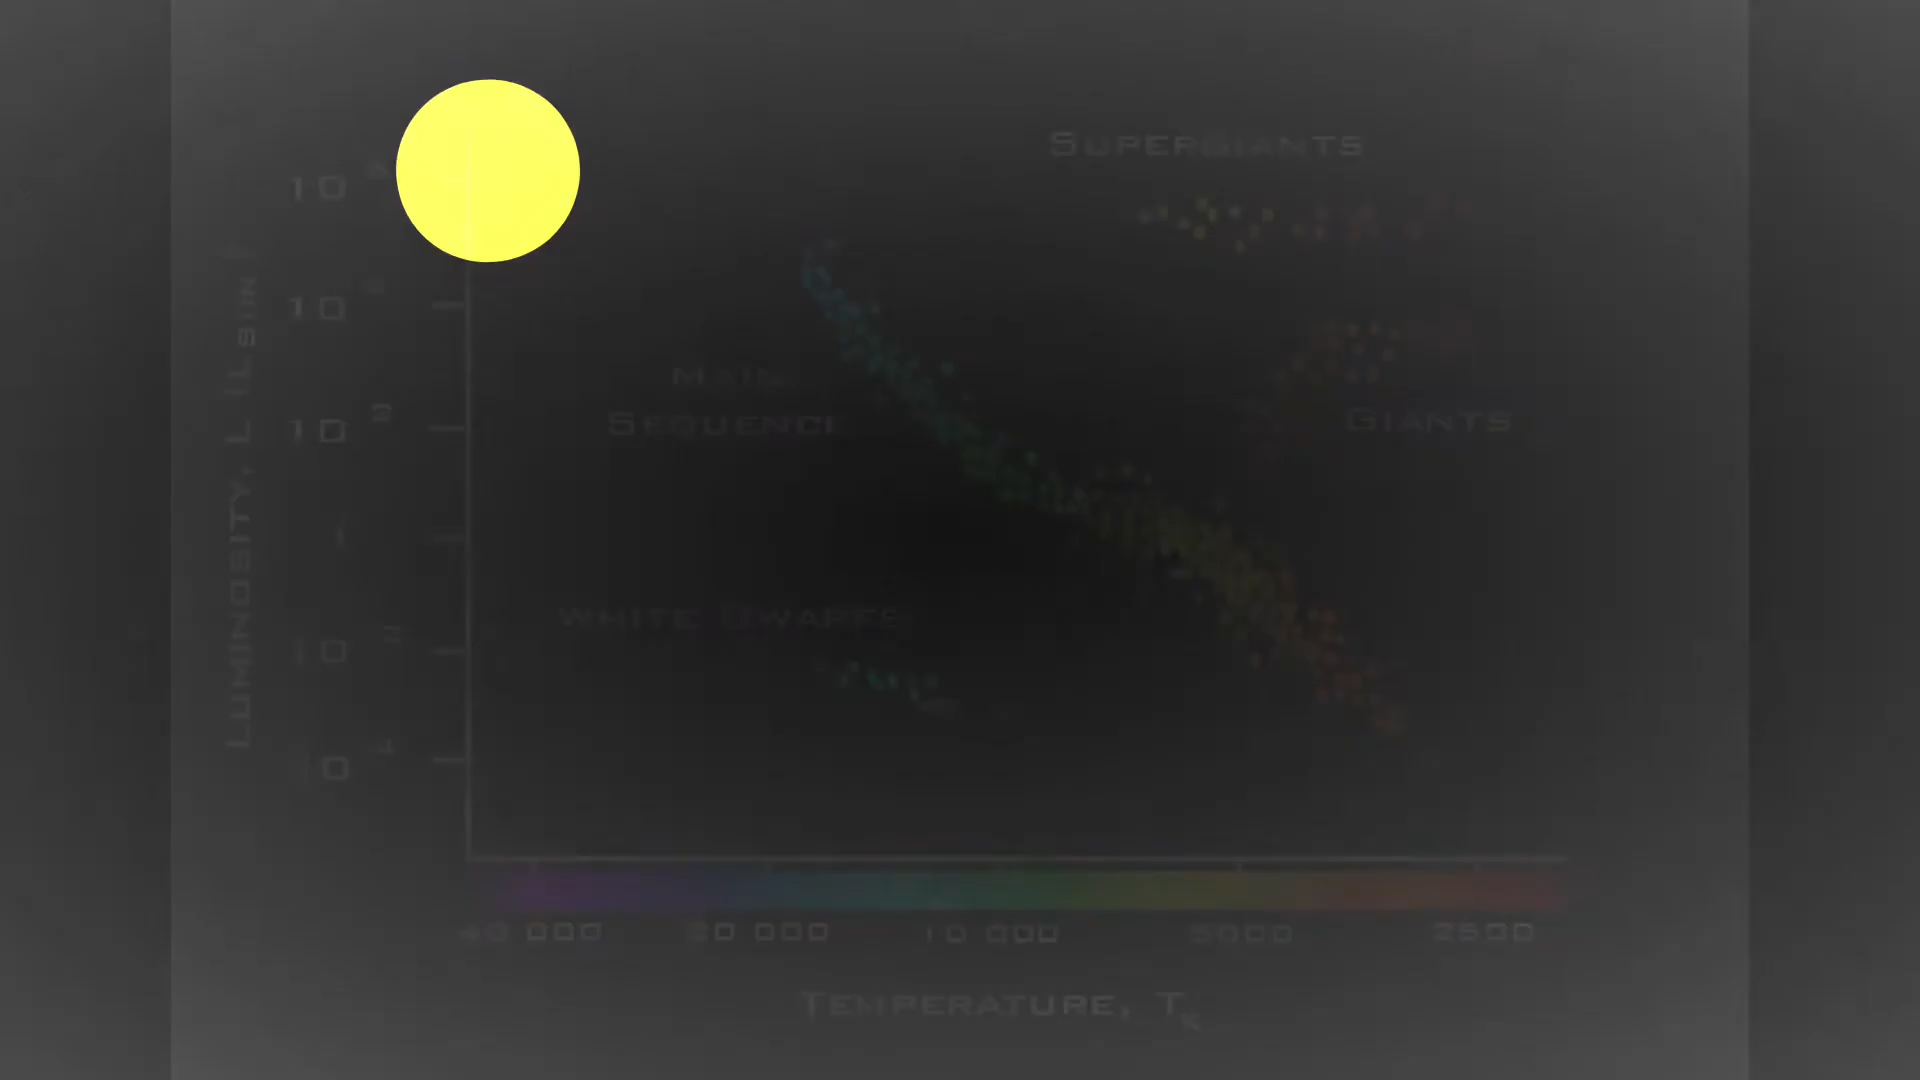 SUPERGIANTS
10
10
MAIN
SEQUENCE
GIANTS
10
WHITE DWARFS
10
LUMINOSITY, L
40 000 20 000 10 000 5000 2500
TEMPERATURE, T K